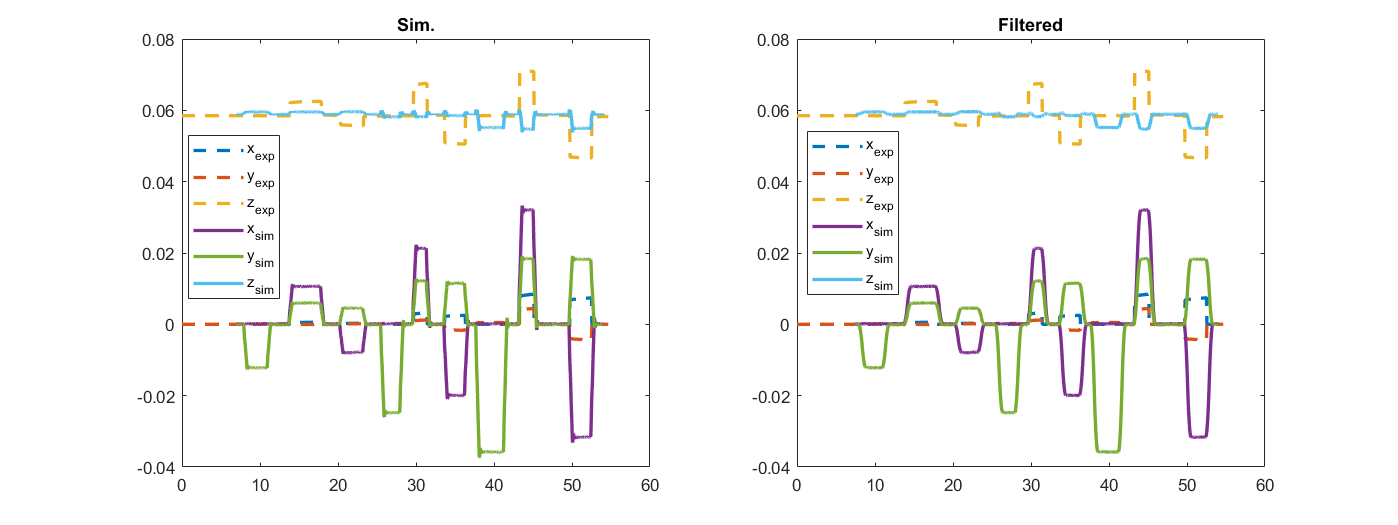 Sim.
0.08
0.06
0.04
0.02
0
-0.02
-0.04
0 10 20 30 40 50 60
x_exp
y_exp
z_exp
x_sim
y_sim
z_sim
Filtered
0.08
0.06
0.04
0.02
0
-0.02
-0.04
0 10 20 30 40 50 60
x_exp
y_exp
z_exp
x_sim
y_sim
z_sim